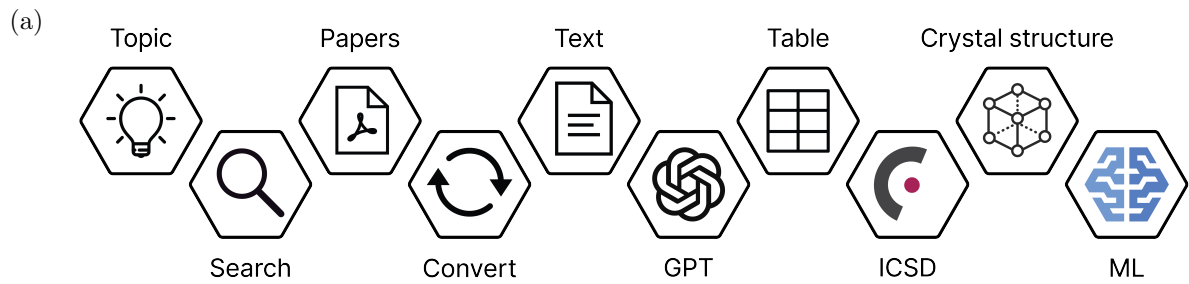 (a)
Topic Papers Text Table Crystal structure
Search Convert GPT ICSD ML